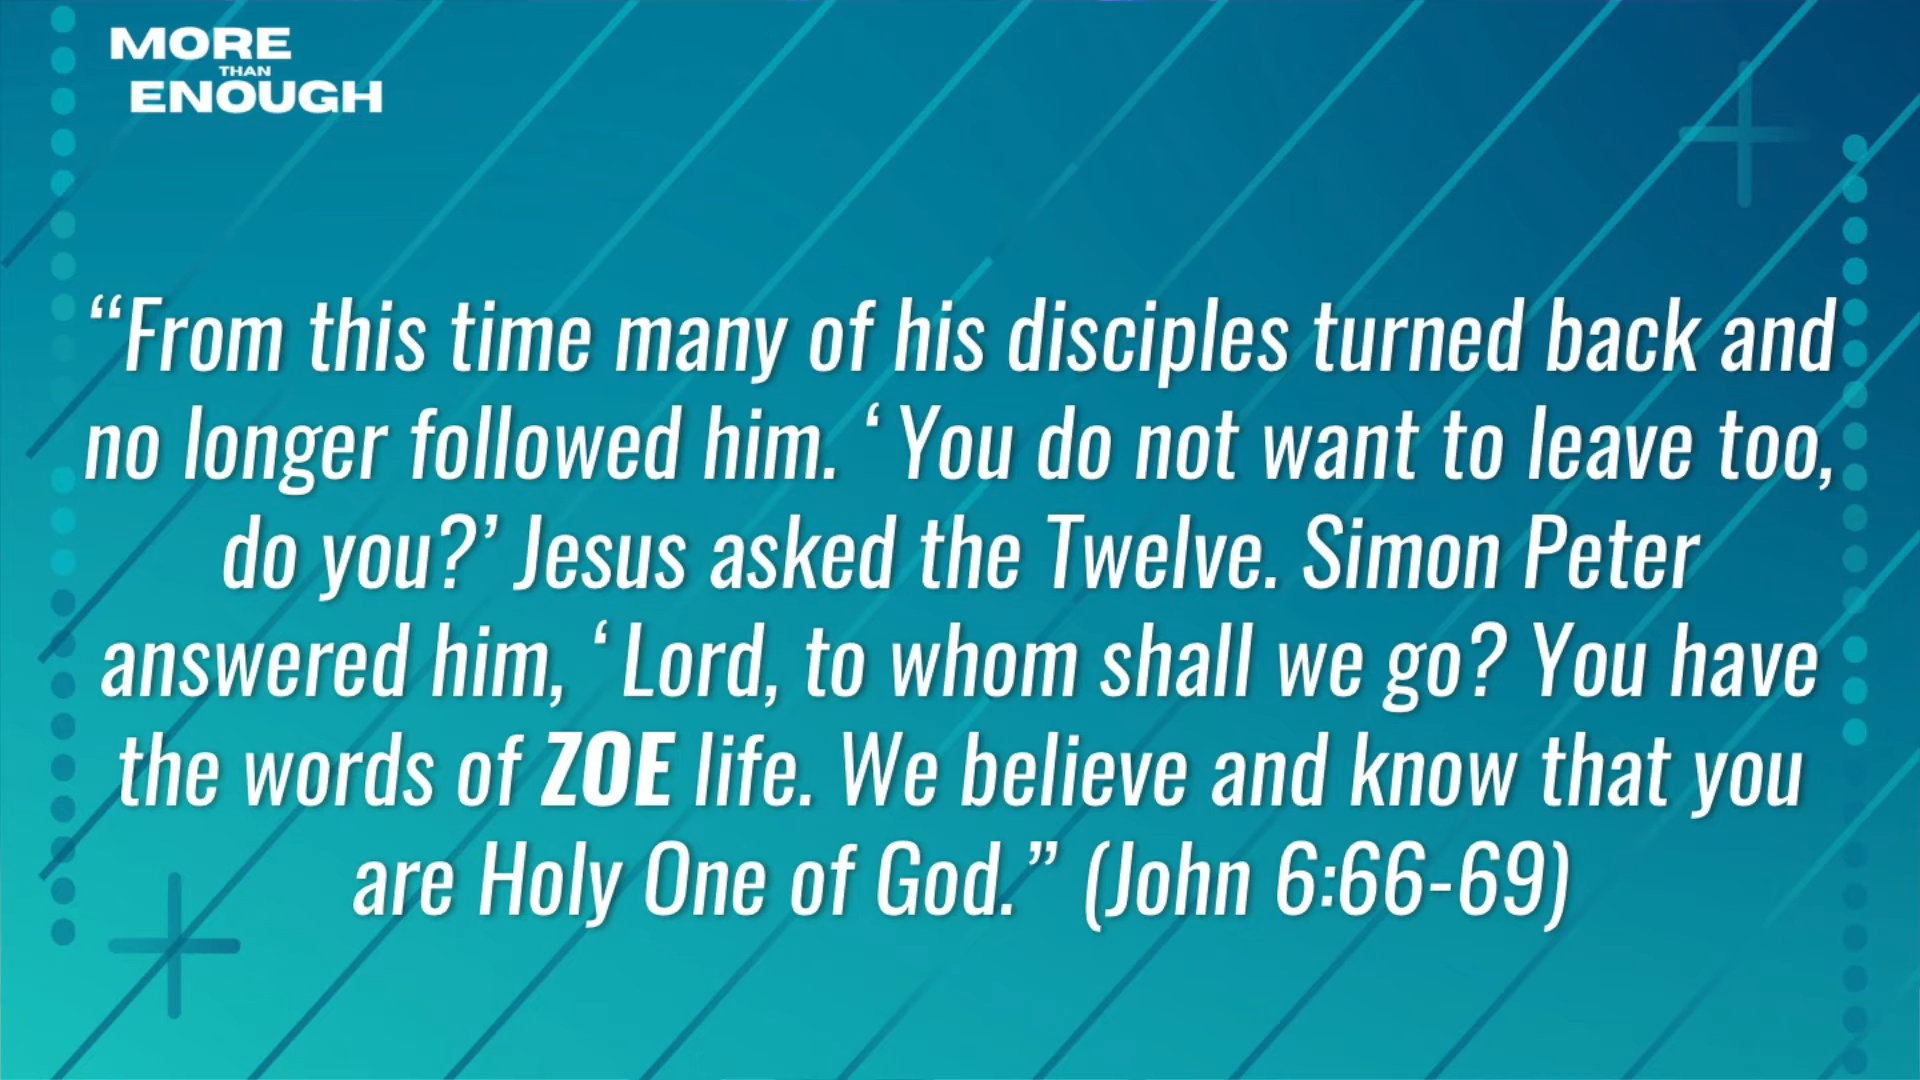 MORE
THAN
ENOUGH
“From this time many of his disciples turned back and
no longer followed him. ‘ You do not want to leave too,
do you?’ Jesus asked the Twelve. Simon Peter
answered him, ‘ Lord, to whom shall we go? You have
the words of ZOE life. We believe and know that you
are Holy One of God.” (John 6:66-69)